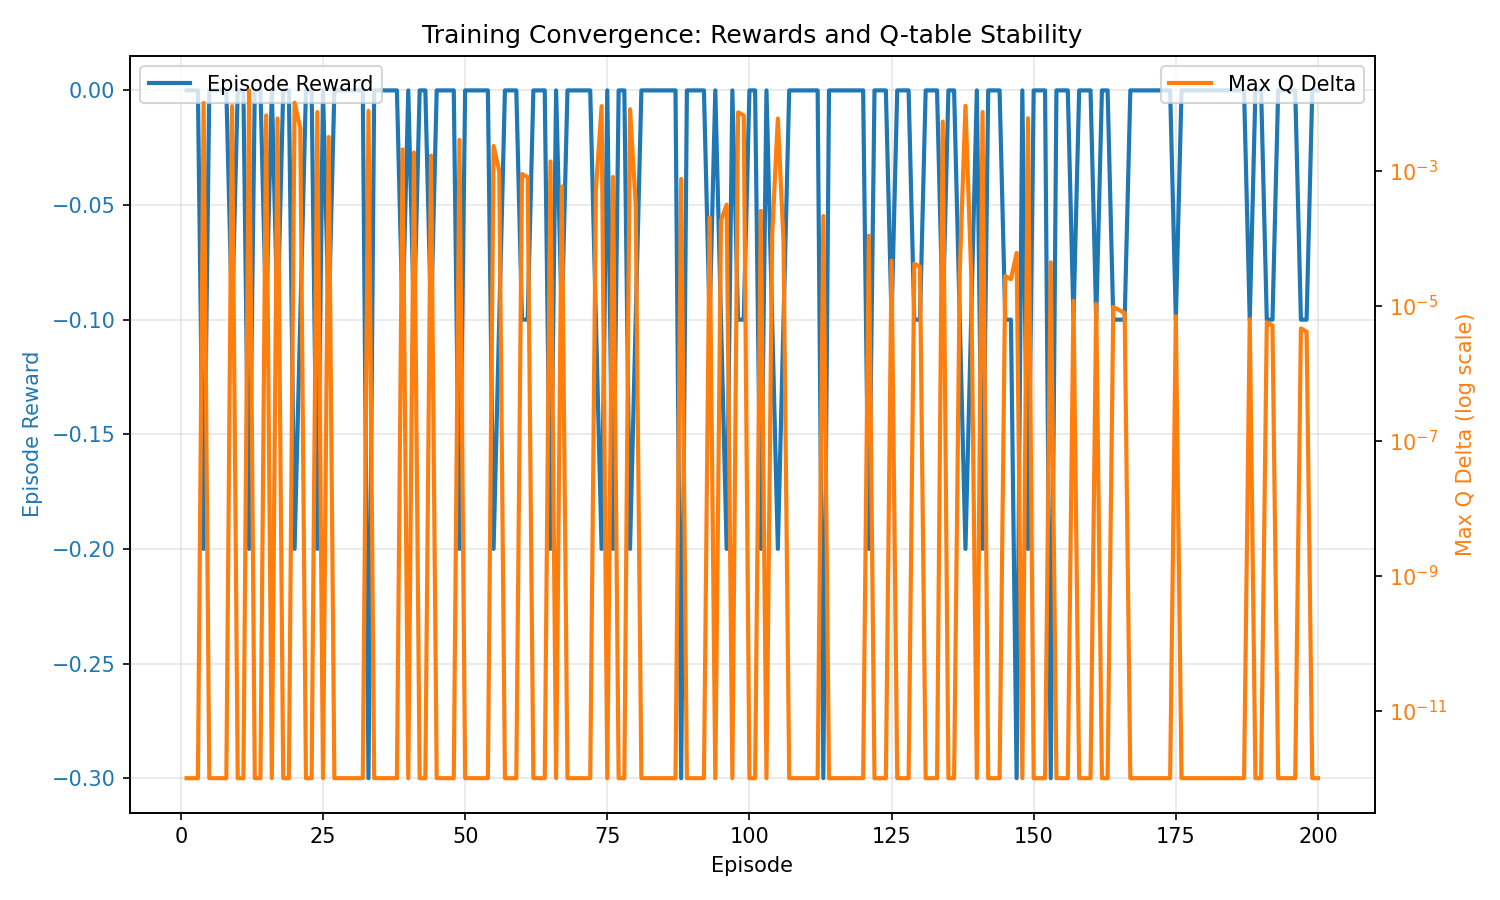 Training Convergence: Rewards and Q-table Stability
Episode Reward
Max Q Delta
0.00
−0.05
−0.10
−0.15
−0.20
−0.25
−0.30
Episode Reward
10⁻³
10⁻⁵
10⁻⁷
10⁻⁹
10⁻¹¹
Max Q Delta (log scale)
0 25 50 75 100 125 150 175 200
Episode